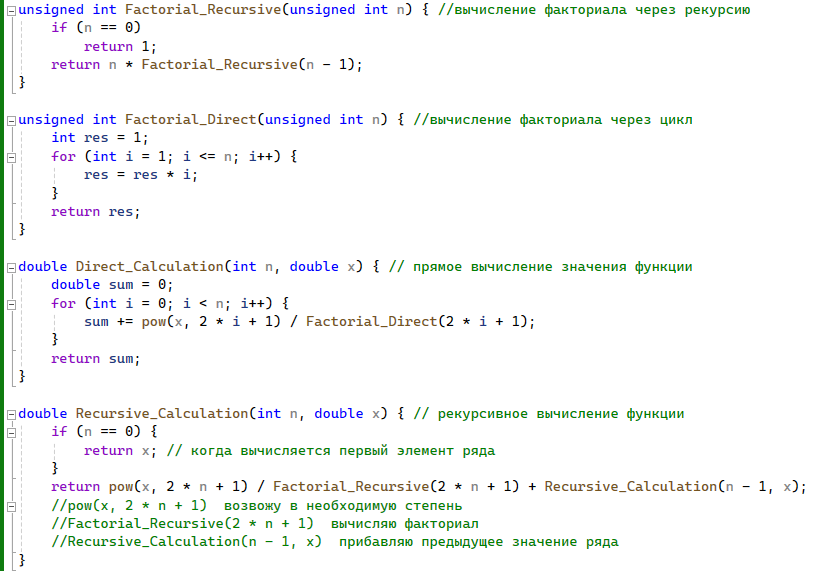 unsigned int Factorial_Recursive(unsigned int n) { //вычисление факториала через рекурсию
    if (n == 0)
        return 1;
    return n * Factorial_Recursive(n - 1);
}

unsigned int Factorial_Direct(unsigned int n) { //вычисление факториала через цикл
    int res = 1;
    for (int i = 1; i <= n; i++) {
        res = res * i;
    }
    return res;
}

double Direct_Calculation(int n, double x) { // прямое вычисление значения функции
    double sum = 0;
    for (int i = 0; i < n; i++) {
        sum += pow(x, 2 * i + 1) / Factorial_Direct(2 * i + 1);
    }
    return sum;
}

double Recursive_Calculation(int n, double x) { // рекурсивное вычисление функции
    if (n == 0) {
        return x; // когда вычисляется первый элемент ряда
    }
    return pow(x, 2 * n + 1) / Factorial_Recursive(2 * n + 1) + Recursive_Calculation(n - 1, x);
    //pow(x, 2 * n + 1)  возвожу в необходимую степень
    //Factorial_Recursive(2 * n + 1)  вычисляю факториал
    //Recursive_Calculation(n - 1, x)  прибавляю предыдущее значение ряда
}